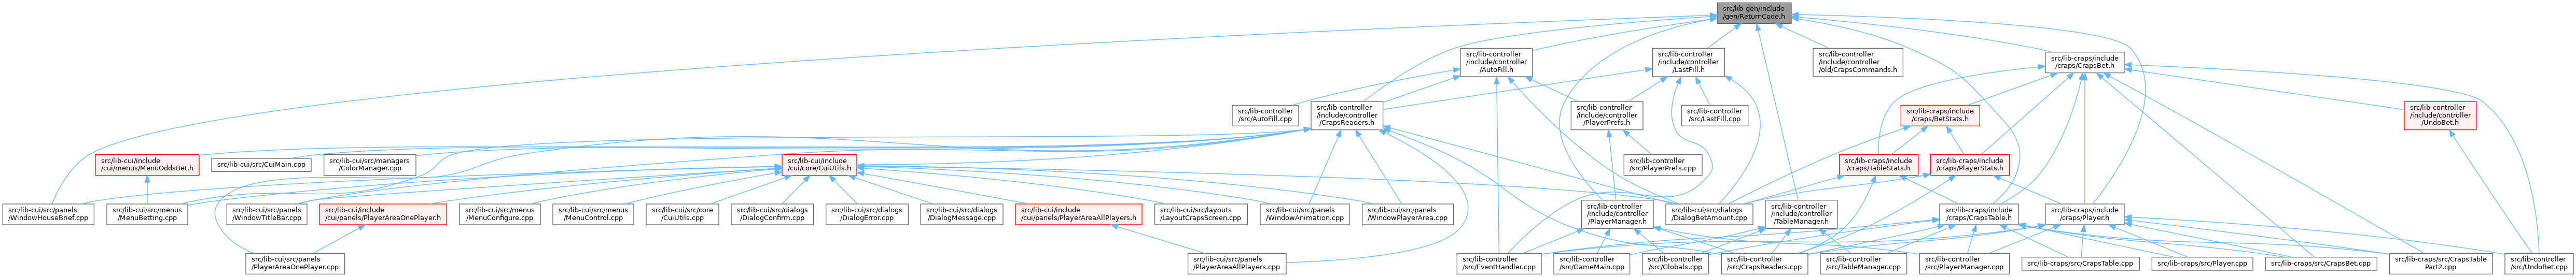 src/lib-gen/include
/gen/ReturnCode.h
src/lib-controller
/include/controller
/AutoFill.h
src/lib-controller
/include/controller
/LastFill.h
src/lib-controller
/include/controller
/old/CrapsCommands.h
src/lib-craps/include
/craps/CrapsBet.h
src/lib-controller
/src/AutoFill.cpp
src/lib-controller
/include/controller
/CrapsReaders.h
src/lib-controller
/include/controller
/PlayerPrefs.h
src/lib-controller
/src/LastFill.cpp
src/lib-craps/include
/craps/BetStats.h
src/lib-controller
/include/controller
/UndoBet.h
src/lib-cui/include
/cui/menus/MenuOddsBet.h
src/lib-cui/src/CuiMain.cpp
src/lib-cui/src/managers
/ColorManager.cpp
src/lib-cui/include
/cui/core/CuiUtils.h
src/lib-controller
/src/PlayerPrefs.cpp
src/lib-craps/include
/craps/TableStats.h
src/lib-craps/include
/craps/PlayerStats.h
src/lib-cui/src/panels
/WindowHouseBrief.cpp
src/lib-cui/src/menus
/MenuBetting.cpp
src/lib-cui/src/panels
/WindowTitleBar.cpp
src/lib-cui/include
/cui/panels/PlayerAreaOnePlayer.h
src/lib-cui/src/menus
/MenuConfigure.cpp
src/lib-cui/src/menus
/MenuControl.cpp
src/lib-cui/src/core
/CuiUtils.cpp
src/lib-cui/src/dialogs
/DialogConfirm.cpp
src/lib-cui/src/dialogs
/DialogError.cpp
src/lib-cui/src/dialogs
/DialogMessage.cpp
src/lib-cui/include
/cui/panels/PlayerAreaAllPlayers.h
src/lib-cui/src/layouts
/LayoutCrapsScreen.cpp
src/lib-cui/src/panels
/WindowAnimation.cpp
src/lib-cui/src/panels
/WindowPlayerArea.cpp
src/lib-cui/src/dialogs
/DialogBetAmount.cpp
src/lib-controller
/include/controller
/PlayerManager.h
src/lib-controller
/include/controller
/TableManager.h
src/lib-craps/include
/craps/CrapsTable.h
src/lib-craps/include
/craps/Player.h
src/lib-cui/src/panels
/PlayerAreaOnePlayer.cpp
src/lib-cui/src/panels
/PlayerAreaAllPlayers.cpp
src/lib-controller
/src/EventHandler.cpp
src/lib-controller
/src/GameMain.cpp
src/lib-controller
/src/Globals.cpp
src/lib-controller
/src/CrapsReaders.cpp
src/lib-controller
/src/TableManager.cpp
src/lib-controller
/src/PlayerManager.cpp
src/lib-craps/src/CrapsTable.cpp
src/lib-craps/src/Player.cpp
src/lib-craps/src/CrapsBet.cpp
src/lib-craps/src/CrapsTable
Part2.cpp
src/lib-controller
/src/UndoBet.cpp